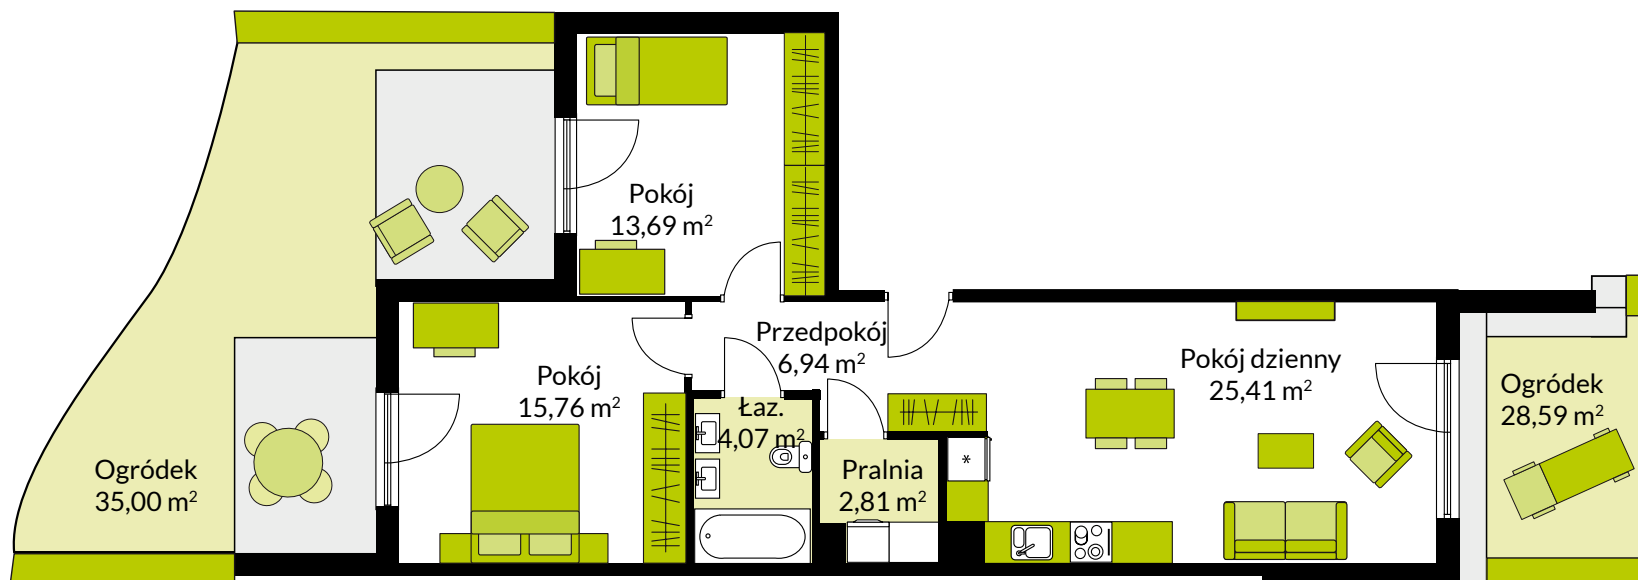 Pokój
13,69 m²
Przedpokój
6,94 m²
Pokój dzienny
25,41 m²
Pokój
15,76 m²
Łaz.
4,07 m²
Ogródek
28,59 m²
Ogródek
35,00 m²
Pralnia
2,81 m²
*